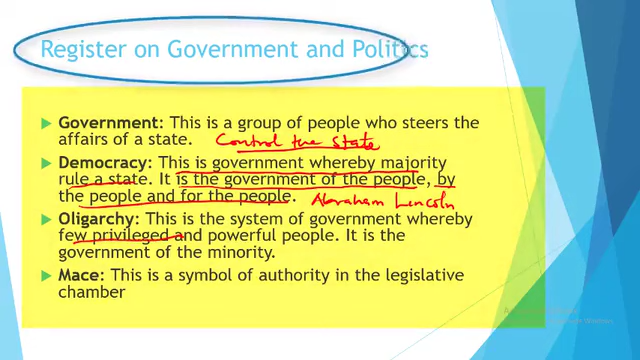 Register on Government and Politics
Government: This is a group of people who steers the
affairs of a state. Control the State
Democracy: This is government whereby majority
rule a state. It is the government of the people, by
the people and for the people. Abraham Lincoln
Oligarchy: This is the system of government whereby
few privileged and powerful people. It is the
government of the minority.
Mace: This is a symbol of authority in the legislative
chamber